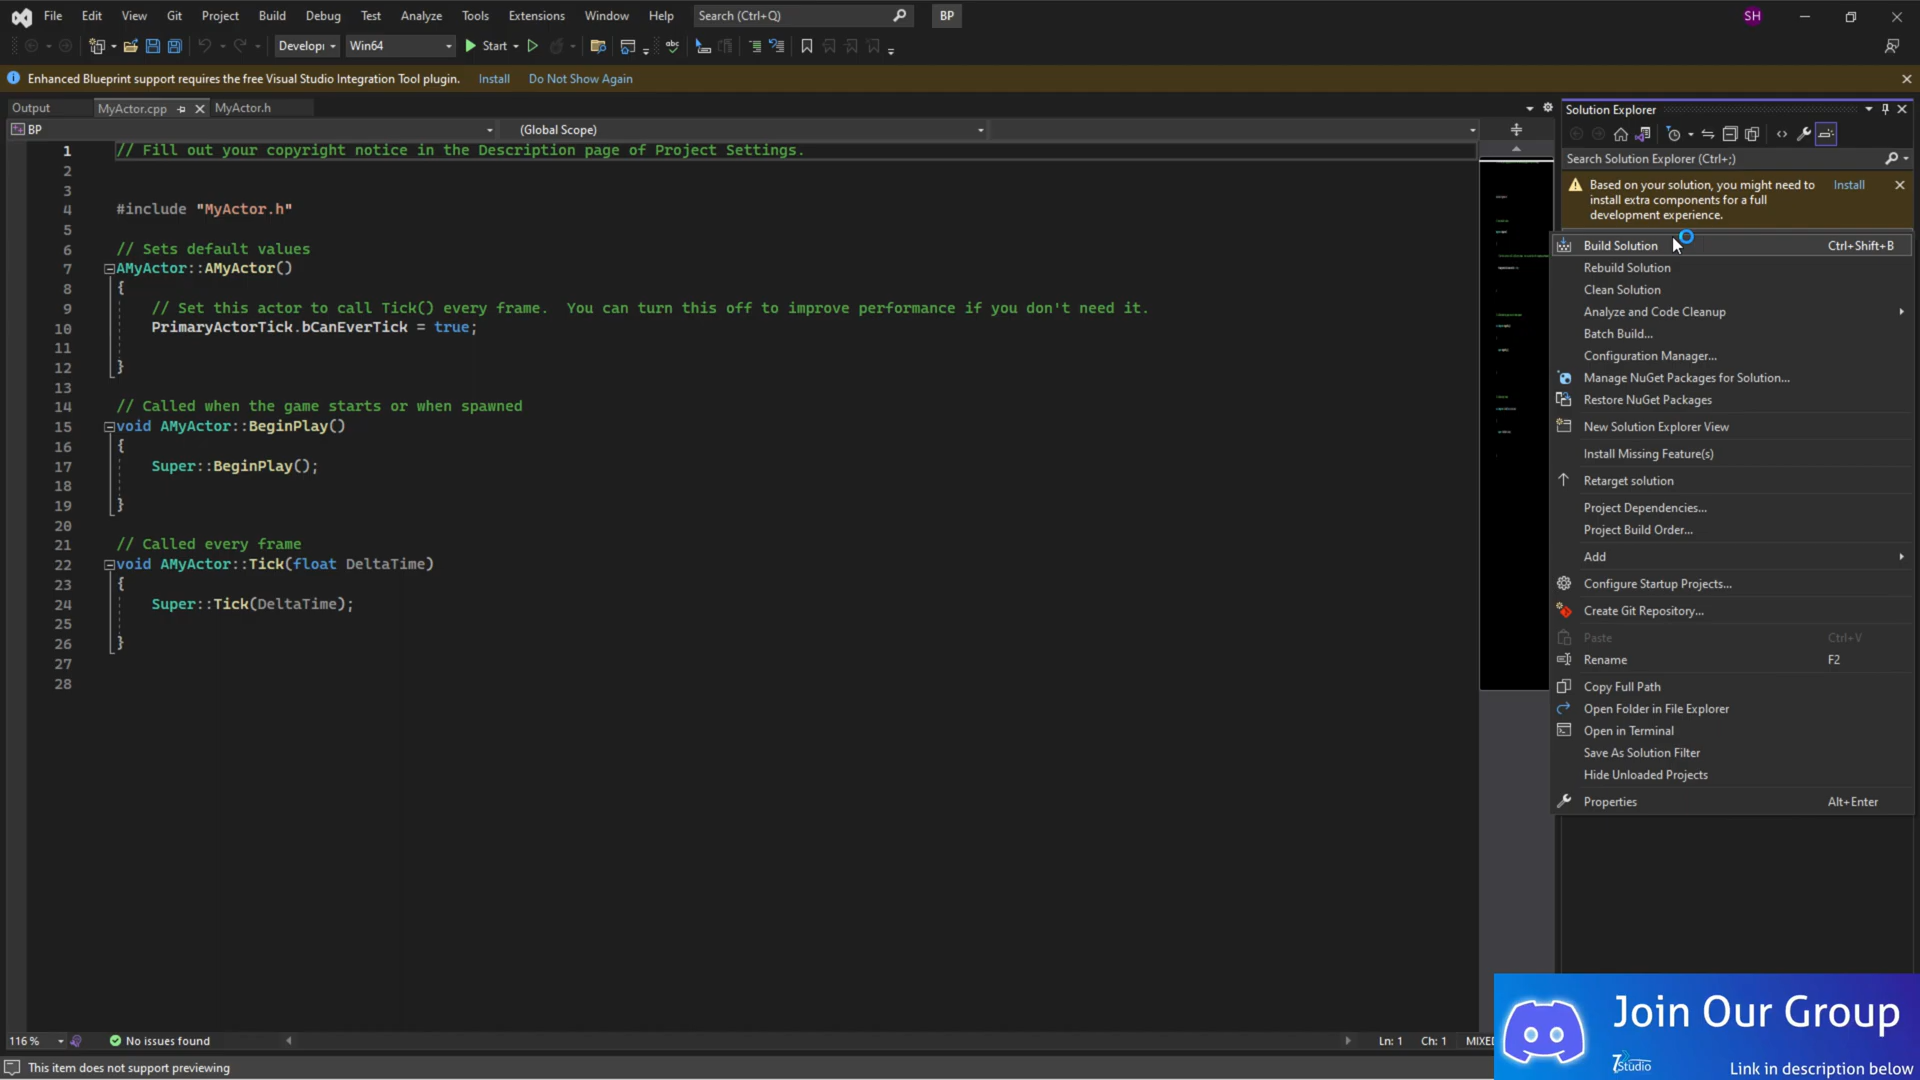 File Edit View Git Project Build Debug Test Analyze Tools Extensions Window Help Search (Ctrl+Q) BP SH
Develop Win64 Start
Enhanced Blueprint support requires the free Visual Studio Integration Tool plugin. Install Do Not Show Again
Output MyActor.cpp MyActor.h
BP (Global Scope)
1 // Fill out your copyright notice in the Description page of Project Settings.
2
3
4 #include "MyActor.h"
5
6 // Sets default values
7 AMyActor::AMyActor()
8 {
9 // Set this actor to call Tick() every frame.  You can turn this off to improve performance if you don't need it.
10 PrimaryActorTick.bCanEverTick = true;
11
12 }
13
14 // Called when the game starts or when spawned
15 void AMyActor::BeginPlay()
16 {
17 Super::BeginPlay();
18
19 }
20
21 // Called every frame
22 void AMyActor::Tick(float DeltaTime)
23 {
24 Super::Tick(DeltaTime);
25
26 }
27
28
Solution Explorer
Search Solution Explorer (Ctrl+;)
Based on your solution, you might need to Install
install extra components for a full
development experience.
Build Solution Ctrl+Shift+B
Rebuild Solution
Clean Solution
Analyze and Code Cleanup
Batch Build...
Configuration Manager...
Manage NuGet Packages for Solution...
Restore NuGet Packages
New Solution Explorer View
Install Missing Feature(s)
Retarget solution
Project Dependencies...
Project Build Order...
Add
Configure Startup Projects...
Create Git Repository...
Paste Ctrl+V
Rename F2
Copy Full Path
Open Folder in File Explorer
Open in Terminal
Save As Solution Filter
Hide Unloaded Projects
Properties Alt+Enter
116 % No issues found Ln: 1 Ch: 1 MIXED
This item does not support previewing
Join Our Group
7Studio
Link in description below